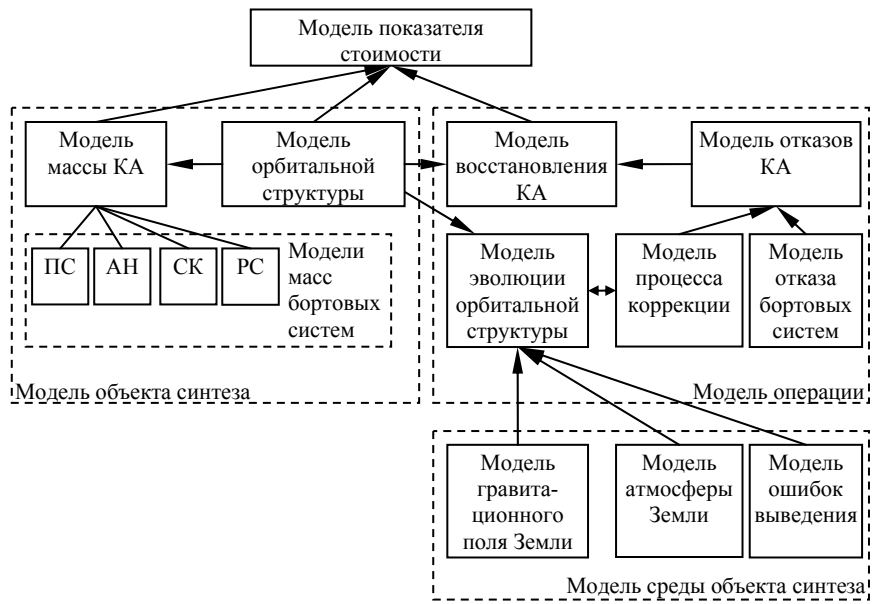 Модель показателя
стоимости
Модель
массы КА
Модель
орбитальной
структуры
Модель
восстановления
КА
Модель отказов
КА
ПС
АН
СК
РС
Модели
масс
бортовых
систем
Модель
эволюции
орбитальной
структуры
Модель
процесса
коррекции
Модель
отказа
бортовых
систем
Модель объекта синтеза
Модель операции
Модель
гравита-
ционного
поля Земли
Модель
атмосферы
Земли
Модель
ошибок
выведения
Модель среды объекта синтеза